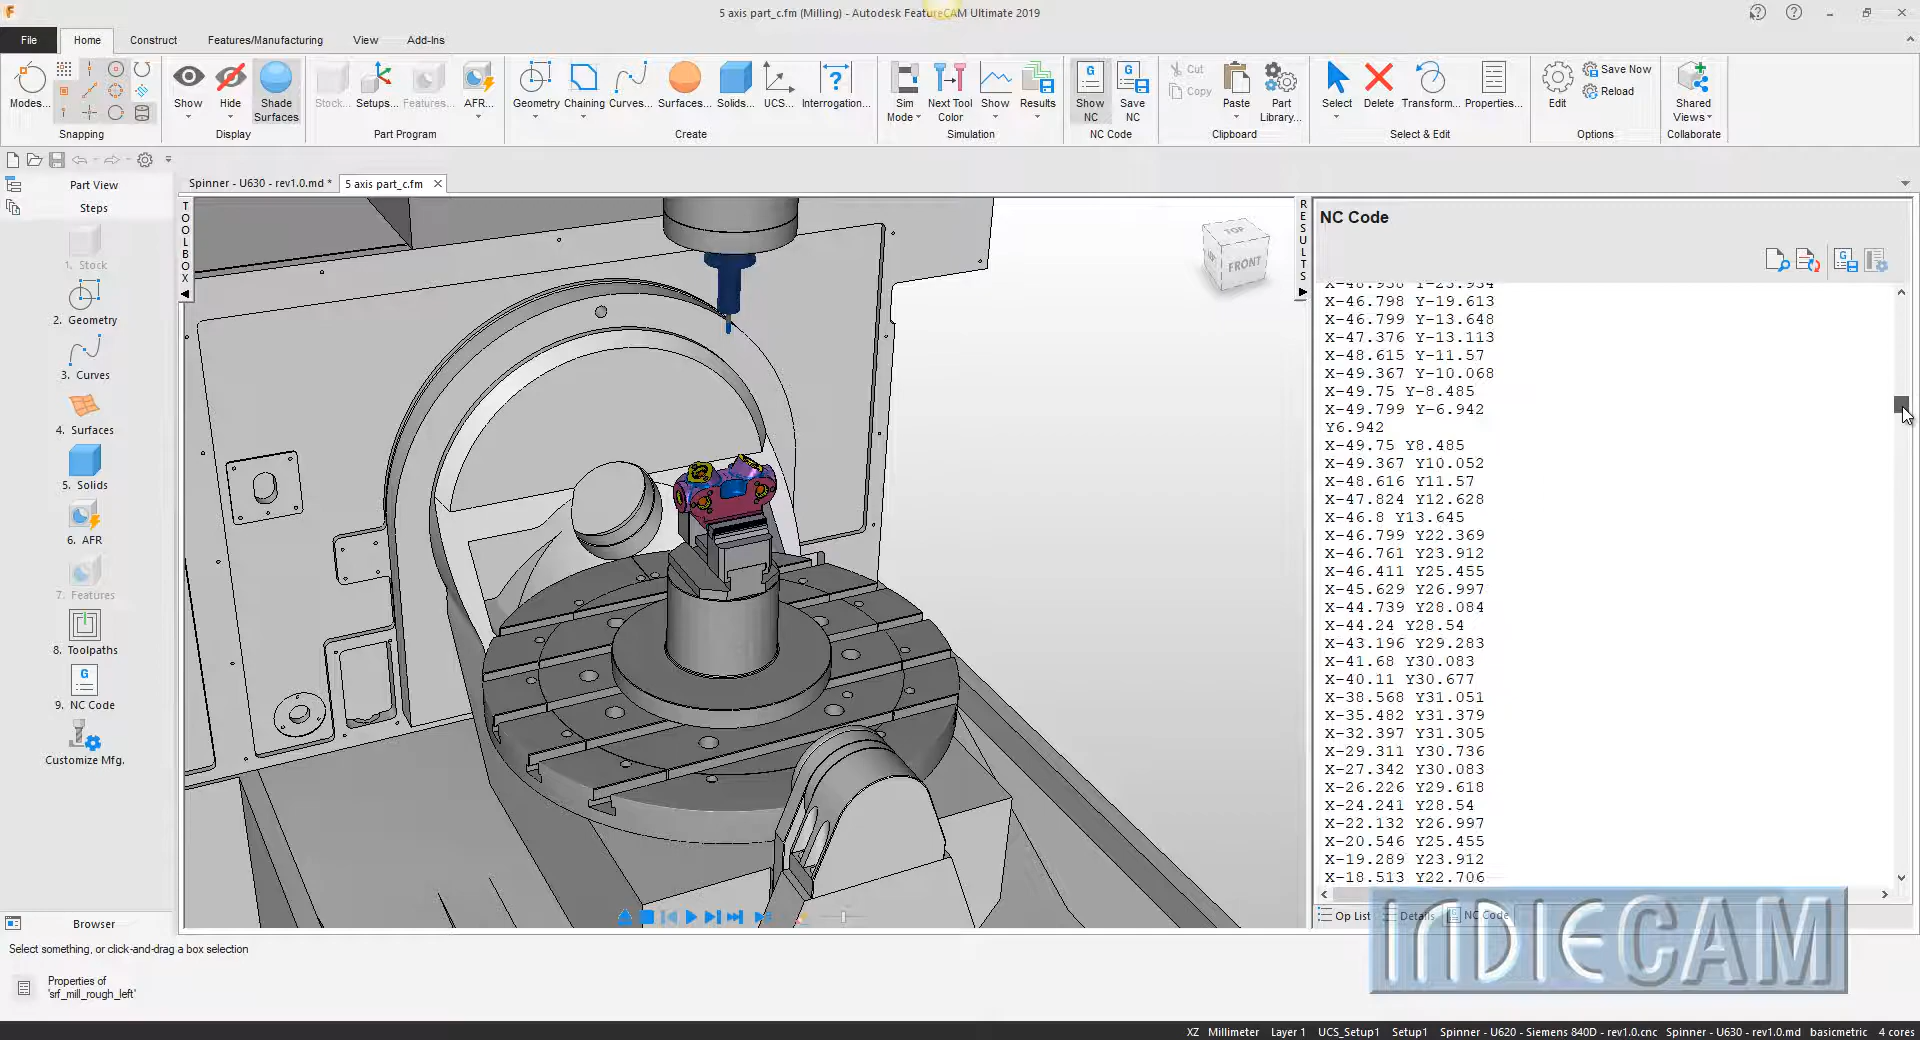 5 axis part_c.fm (Milling) - Autodesk FeatureCAM Ultimate 2019
File Home Construct Features/Manufacturing View Add-Ins
Modes...
Snapping
Show Hide Shade Surfaces
Display
Stock... Setups... Features... AFR...
Part Program
Geometry Chaining Curves... Surfaces... Solids... UCS... Interrogation...
Create
Sim Mode Next Tool Color Show Results
Simulation
Show NC Save NC
NC Code
Cut
Copy
Paste Part Library...
Clipboard
Select Delete Transform... Properties...
Select & Edit
Edit Save Now
Reload
Options
Shared Views
Collaborate
Part View
Steps
1. Stock
2. Geometry
3. Curves
4. Surfaces
5. Solids
6. AFR
7. Features
8. Toolpaths
9. NC Code
Customize Mfg.
Browser
Spinner - U630 - rev1.0.md * 5 axis part_c.fm
TOOLBOX
TOP
FRONT
RESULTS
NC Code
X-46.798 Y-19.613
X-46.799 Y-13.648
X-47.376 Y-13.113
X-48.615 Y-11.57
X-49.367 Y-10.068
X-49.75 Y-8.485
X-49.799 Y-6.942
Y6.942
X-49.75 Y8.485
X-49.367 Y10.052
X-48.616 Y11.57
X-47.824 Y12.628
X-46.8 Y13.645
X-46.799 Y22.369
X-46.761 Y23.912
X-46.411 Y25.455
X-45.629 Y26.997
X-44.739 Y28.084
X-44.24 Y28.54
X-43.196 Y29.283
X-41.68 Y30.083
X-40.11 Y30.677
X-38.568 Y31.051
X-35.482 Y31.379
X-32.397 Y31.305
X-29.311 Y30.736
X-27.342 Y30.083
X-26.226 Y29.618
X-24.241 Y28.54
X-22.132 Y26.997
X-20.546 Y25.455
X-19.289 Y23.912
X-18.513 Y22.706
Op List Details NC Code
INDIECAM
Select something, or click-and-drag a box selection
Properties of
'srf_mill_rough_left'
XZ Millimeter Layer 1 UCS_Setup1 Setup1 Spinner - U620 - Siemens 840D - rev1.0.cnc Spinner - U630 - rev1.0.md basicmetric 4 cores